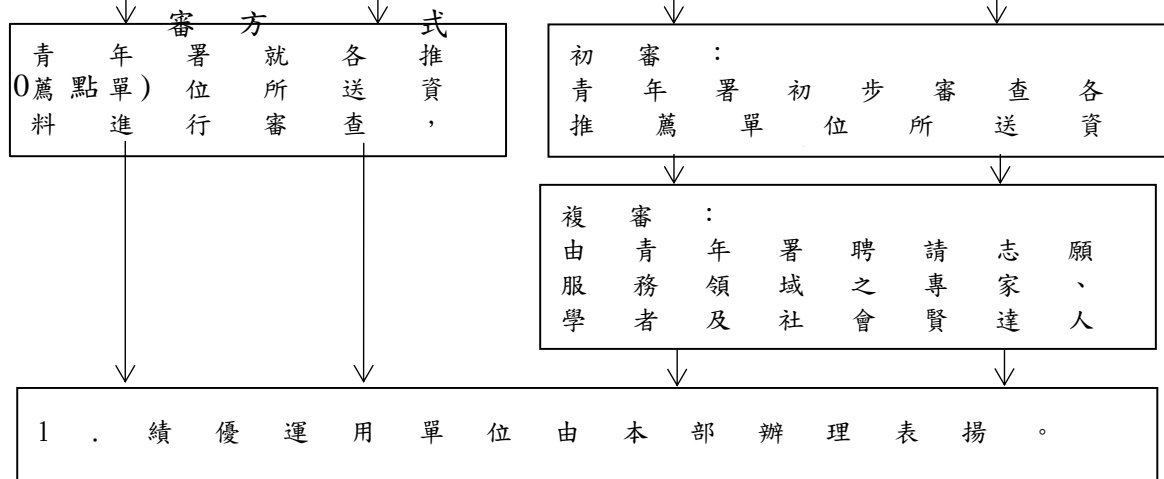 審方式
青年署就各推
0薦點單)位所送資
料進行審查，
初審：
青年署初步審查各
推薦單位所送資
複審：
由青年署聘請志願
服務領域之專家、
學者及社會賢達人
1.績優運用單位由本部辦理表揚。